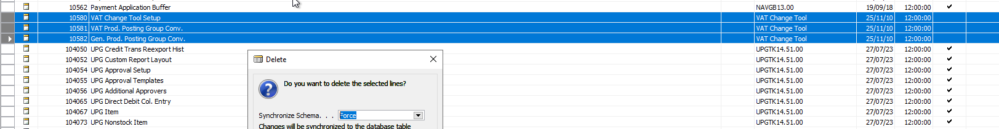 10562 Payment Application Buffer NAVGB13.00 19/09/18 12:00:00
10580 VAT Change Tool Setup VAT Change Tool 25/11/10 12:00:00
10581 VAT Prod. Posting Group Conv. VAT Change Tool 25/11/10 12:00:00
10582 Gen. Prod. Posting Group Conv. VAT Change Tool 25/11/10 12:00:00
104050 UPG Credit Trans Reexport Hist UPGTK14.51.00 27/07/23 12:00:00
104052 UPG Custom Report Layout UPGTK14.51.00 27/07/23 12:00:00
104054 UPG Approval Setup UPGTK14.51.00 27/07/23 12:00:00
104055 UPG Approval Templates UPGTK14.51.00 27/07/23 12:00:00
104056 UPG Additional Approvers UPGTK14.51.00 27/07/23 12:00:00
104065 UPG Direct Debit Col. Entry UPGTK14.51.00 27/07/23 12:00:00
104067 UPG Item UPGTK14.51.00 27/07/23 12:00:00
104073 UPG Nonstock Item UPGTK14.51.00 27/07/23 12:00:00
Delete
Do you want to delete the selected lines?
Synchronize Schema. . . Force
Changes will be synchronized to the database table